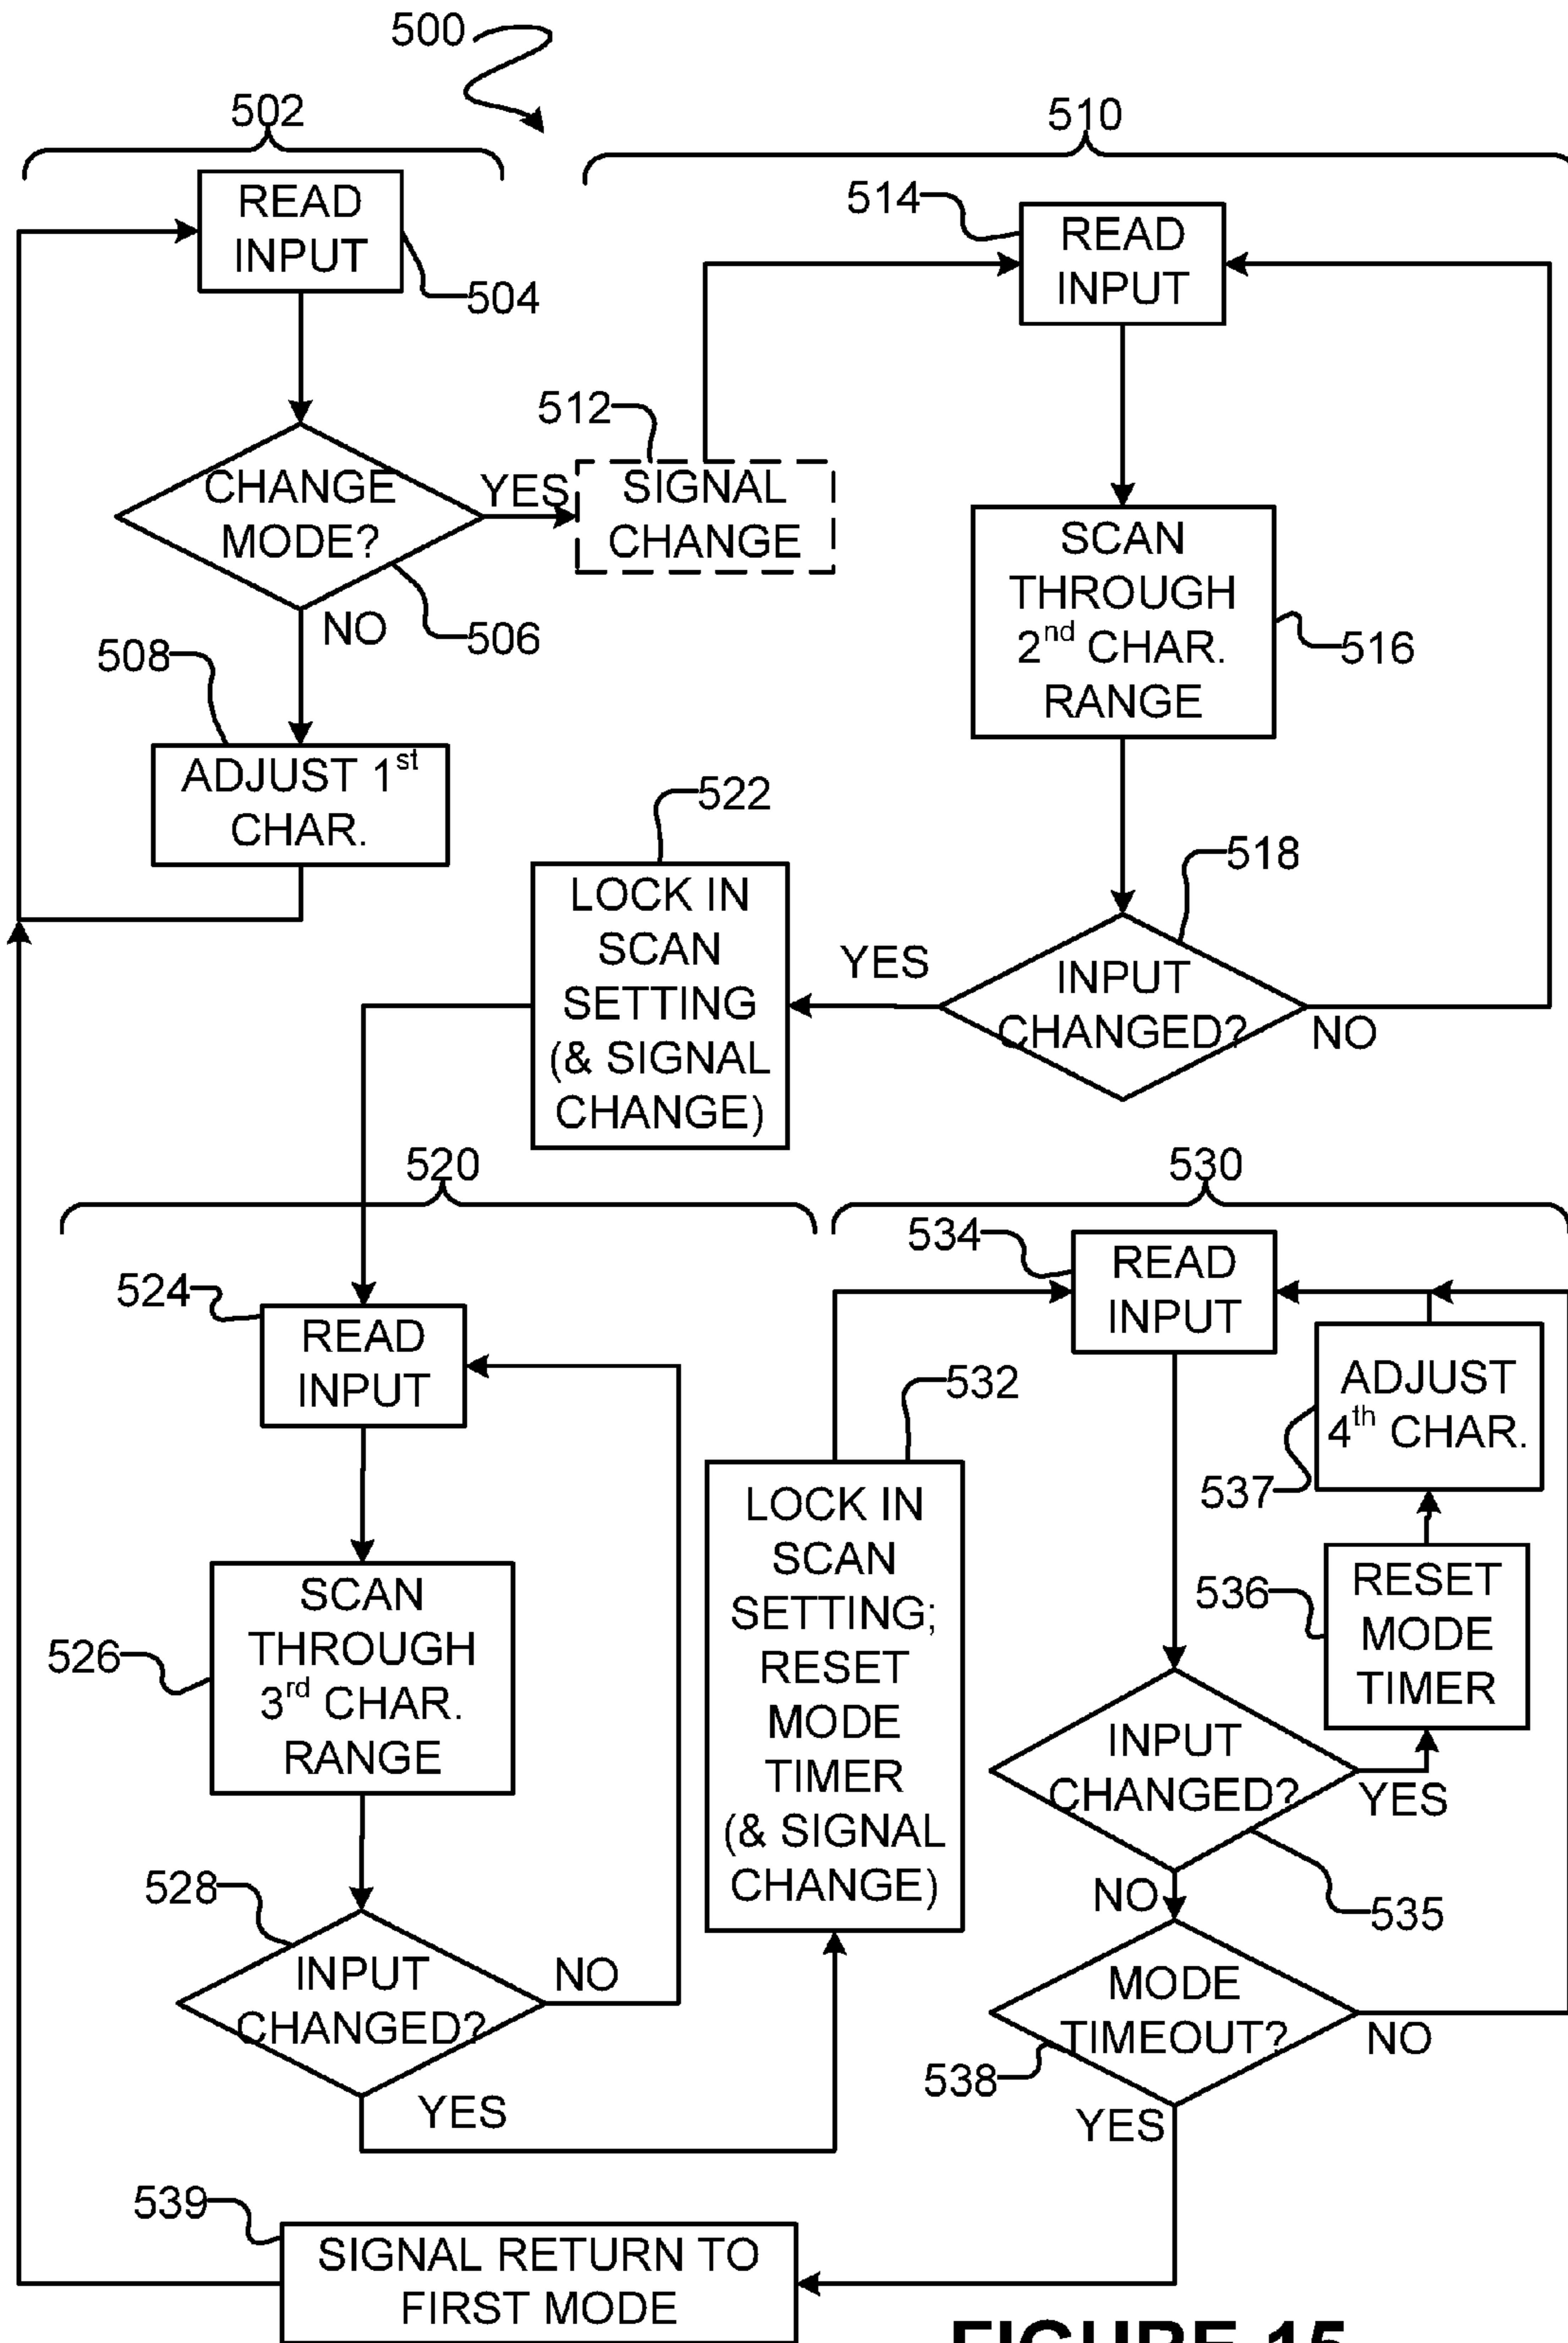 500
502
510
READ
INPUT
504
514
READ
INPUT
CHANGE
MODE?
506
YES
NO
512
SIGNAL
CHANGE
508
ADJUST 1st
CHAR.
SCAN
THROUGH
2nd CHAR.
RANGE
516
518
INPUT
CHANGED?
YES
NO
522
LOCK IN
SCAN
SETTING
(& SIGNAL
CHANGE)
520
530
524
READ
INPUT
526
SCAN
THROUGH
3rd CHAR.
RANGE
528
INPUT
CHANGED?
NO
YES
532
LOCK IN
SCAN
SETTING;
RESET
MODE
TIMER
(& SIGNAL
CHANGE)
534
READ
INPUT
ADJUST
4th CHAR.
537
536
RESET
MODE
TIMER
INPUT
CHANGED?
YES
NO
535
MODE
TIMEOUT?
538
NO
YES
539
SIGNAL RETURN TO
FIRST MODE
FIGURE 15